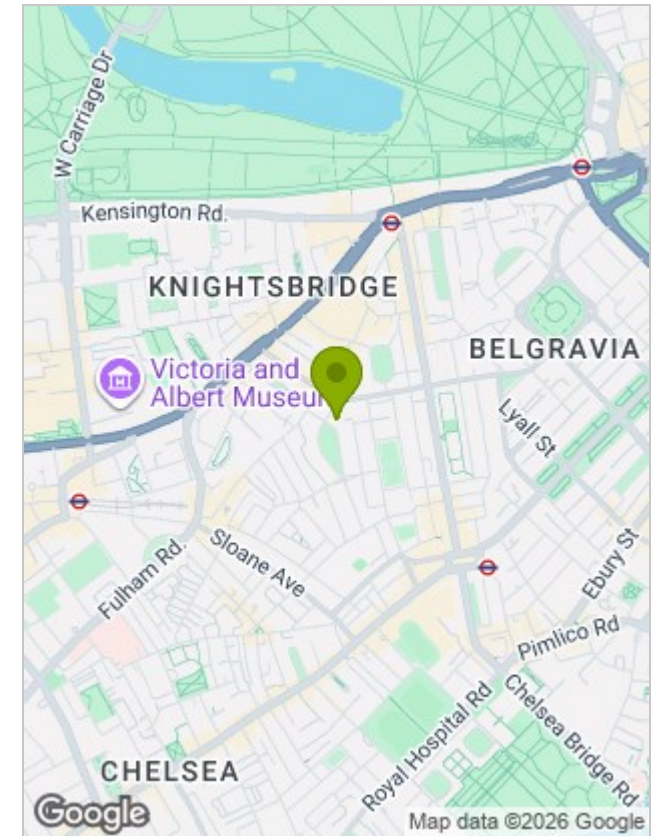 W Carriage Dr
Kensington Rd.
KNIGHTSBRIDGE
BELGRAVIA
Victoria and
Albert Museum
Lyall St
Sloane Ave
Fulham Rd.
Ebury St
Pimlico Rd
Royal Hospital Rd
Chelsea Bridge Rd
CHELSEA
Google
Map data ©2026 Google